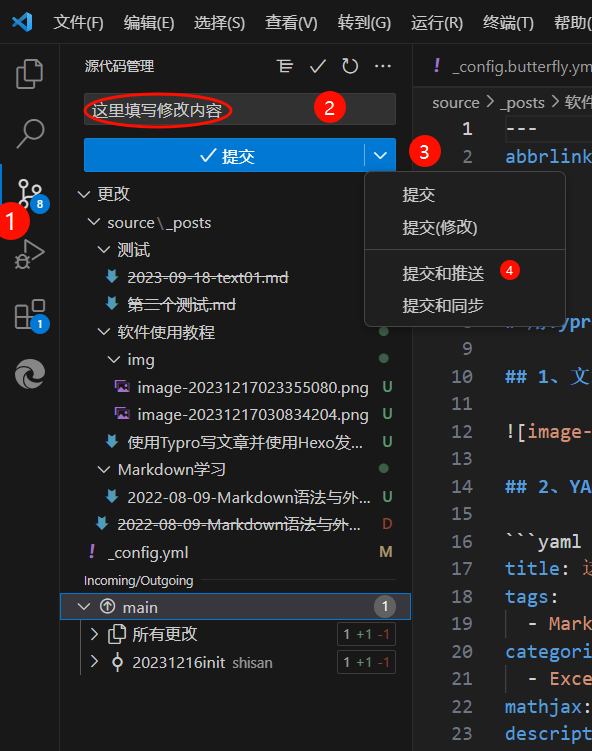 文件(F) 编辑(E) 选择(S) 查看(V) 转到(G) 运行(R) 终端(T) 帮助(
源代码管理
! _config.butterfly.ym
这里填写修改内容
2
source > _posts > 软件
提交
3
1 ---
2 abbrlink
提交
提交(修改)
提交和推送
4
提交和同步
8
1
更改
source\_posts
测试
2023-09-18-text01.md
第二个测试.md
软件使用教程
img
image-20231217023355080.png U
image-20231217030834204.png U
使用Typro写文章并使用Hexo发... U
Markdown学习
2022-08-09-Markdown语法与外... U
2022-08-09-Markdown语法与外... D
! _config.yml M
Incoming/Outgoing
main 1
所有更改 1 +1 -1
20231216init shisan 1 +1 -1
1
9
10 ## 1、文
11
12 ![image-
13
14 ## 2、YA
15
16 ```yaml
17 title:
18 tags:
19 - Mark
20 categori
21 - Exce
22 mathjax:
23 descript